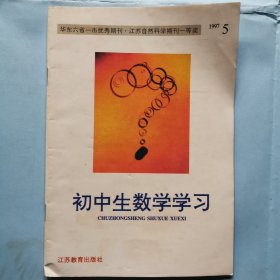 华东六省一市优秀期刊·江苏自然科学期刊一等奖
1997 5
初中生数学学习
CHUZHONGSHENG SHUXUE XUEXI
江苏教育出版社